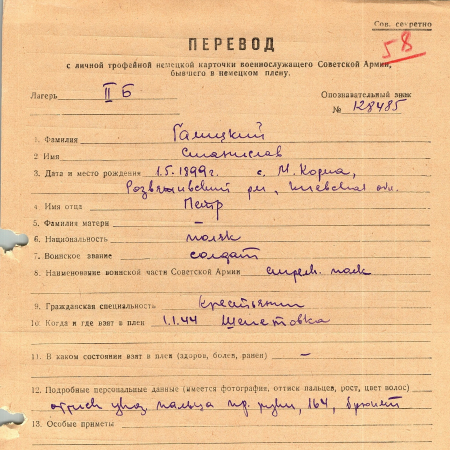 Сов. секретно
58
ПЕРЕВОД
с личной трофейной немецкой карточки военнослужащего Советской Армии,
бывшего в немецком плену.
Лагерь II Б Опознавательный знак
№ 128485
1. Фамилия Галицкий
2 Имя Станислав
3. Дата и место рождения 1.5.1899г. с. М. Корма,
Розважевский р-н, Киевская обл.
4. Имя отца Петр
5. Фамилия матери —
6. Национальность поляк
7. Воинское звание солдат
8. Наименование воинской части Советской Армии стрелк. полк
9. Гражданская специальность Крестьянин
10. Когда и где взят в плен 1.1.44 Шепетовка
11. В каком состоянии взят в плен (здоров, болен, ранен) —
12. Подробные персональные данные (имеется фотография, оттиск пальцев, рост, цвет волос)
оттиск указ пальца пр. руки, 164, брюнет
13. Особые приметы